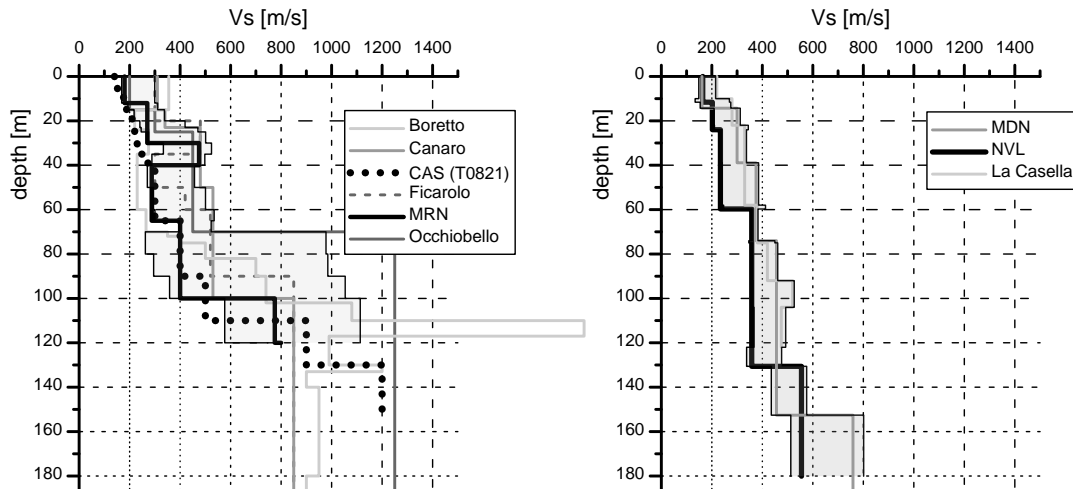 Vs [m/s]
0 200 400 600 800 1000 1200 1400
depth [m]
0
20
40
60
80
100
120
140
160
180
Boretto
Canaro
CAS (T0821)
Ficarolo
MRN
Occhiobello
Vs [m/s]
0 200 400 600 800 1000 1200 1400
depth [m]
0
20
40
60
80
100
120
140
160
180
MDN
NVL
La Casella